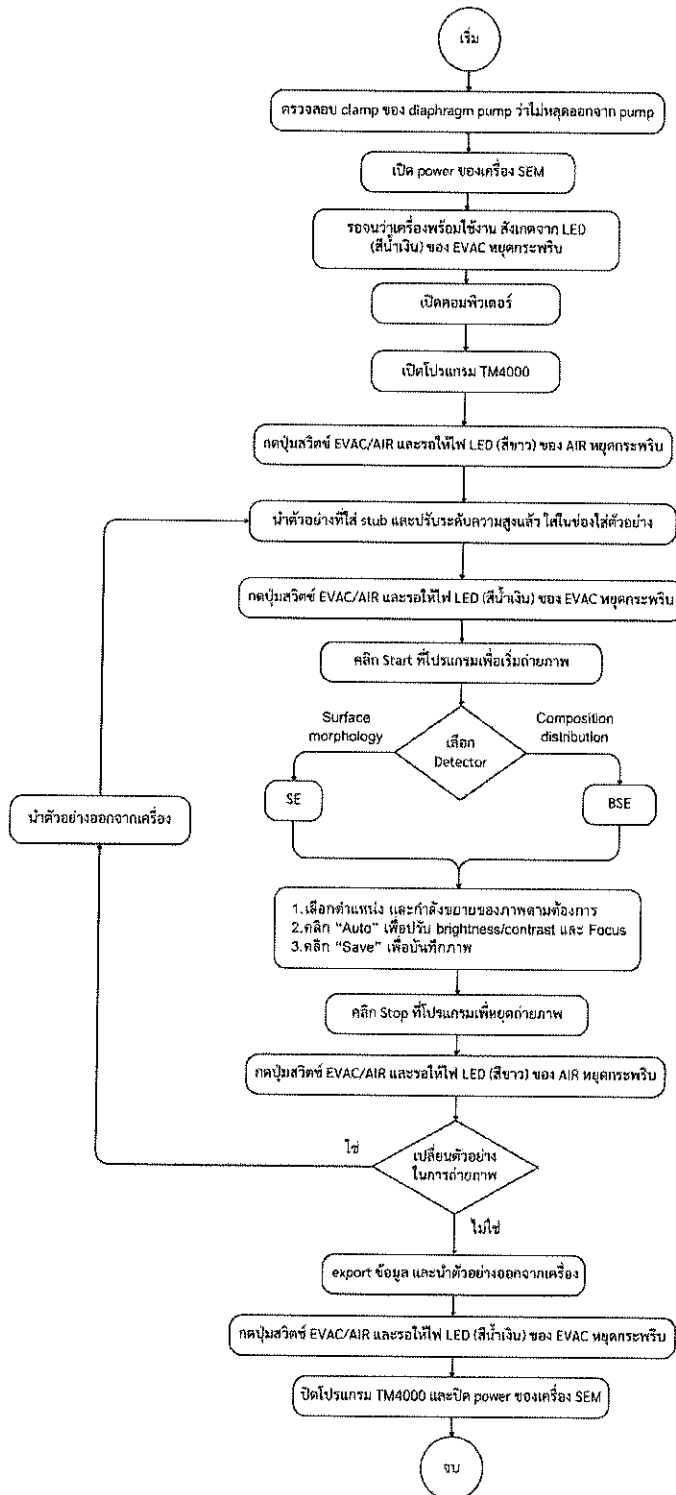 เริ่ม
ตรวจสอบ clamp ของ diaphragm pump ว่าไม่หลุดออกจาก pump
เปิด power ของเครื่อง SEM
รอจนว่าเครื่องพร้อมใช้งาน สังเกตจาก LED
(สีน้ำเงิน) ของ EVAC หยุดกระพริบ
เปิดคอมพิวเตอร์
เปิดโปรแกรม TM4000
กดปุ่มสวิตช์ EVAC/AIR และรอให้ไฟ LED (สีขาว) ของ AIR หยุดกระพริบ
นำตัวอย่างที่ใส่ stub และปรับระดับความสูงแล้ว ใส่ในช่องใส่ตัวอย่าง
กดปุ่มสวิตช์ EVAC/AIR และรอให้ไฟ LED (สีน้ำเงิน) ของ EVAC หยุดกระพริบ
คลิก Start ที่โปรแกรมเพื่อเริ่มถ่ายภาพ
Surface
morphology
เลือก
Detector
Composition
distribution
SE
BSE
นำตัวอย่างออกจากเครื่อง
1.เลือกตำแหน่ง และกำลังขยายของภาพตามต้องการ
2.คลิก "Auto" เพื่อปรับ brightness/contrast และ Focus
3.คลิก "Save" เพื่อบันทึกภาพ
คลิก Stop ที่โปรแกรมเพื่หยุดถ่ายภาพ
กดปุ่มสวิตช์ EVAC/AIR และรอให้ไฟ LED (สีขาว) ของ AIR หยุดกระพริบ
ใช่
เปลี่ยนตัวอย่าง
ในการถ่ายภาพ
ไม่ใช่
export ข้อมูล และนำตัวอย่างออกจากเครื่อง
กดปุ่มสวิตช์ EVAC/AIR และรอให้ไฟ LED (สีน้ำเงิน) ของ EVAC หยุดกระพริบ
ปิดโปรแกรม TM4000 และปิด power ของเครื่อง SEM
จบ